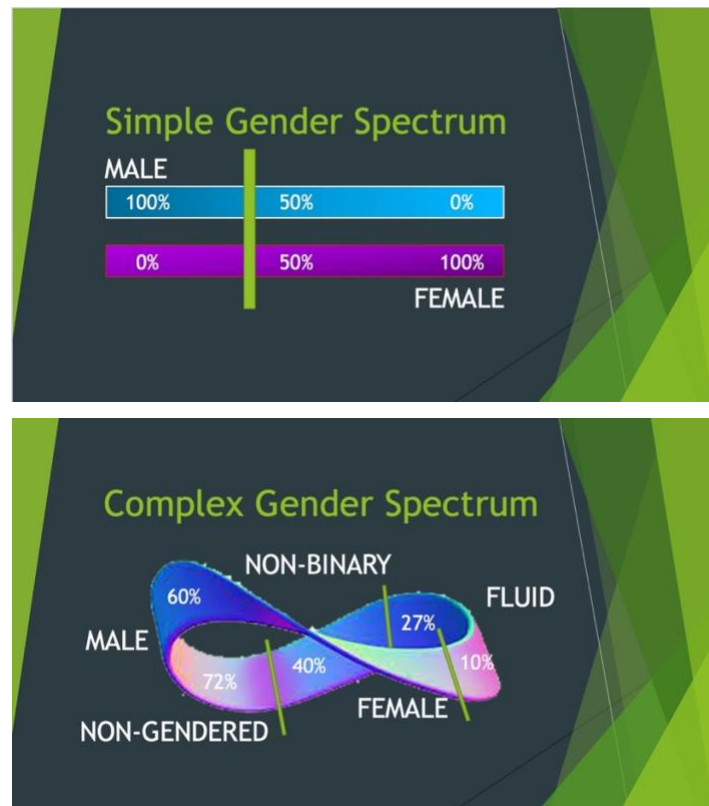 Simple Gender Spectrum
MALE
100% 50% 0%
0% 50% 100%
FEMALE
Complex Gender Spectrum
NON-BINARY
60%
FLUID
27%
MALE
40%
10%
72%
FEMALE
NON-GENDERED